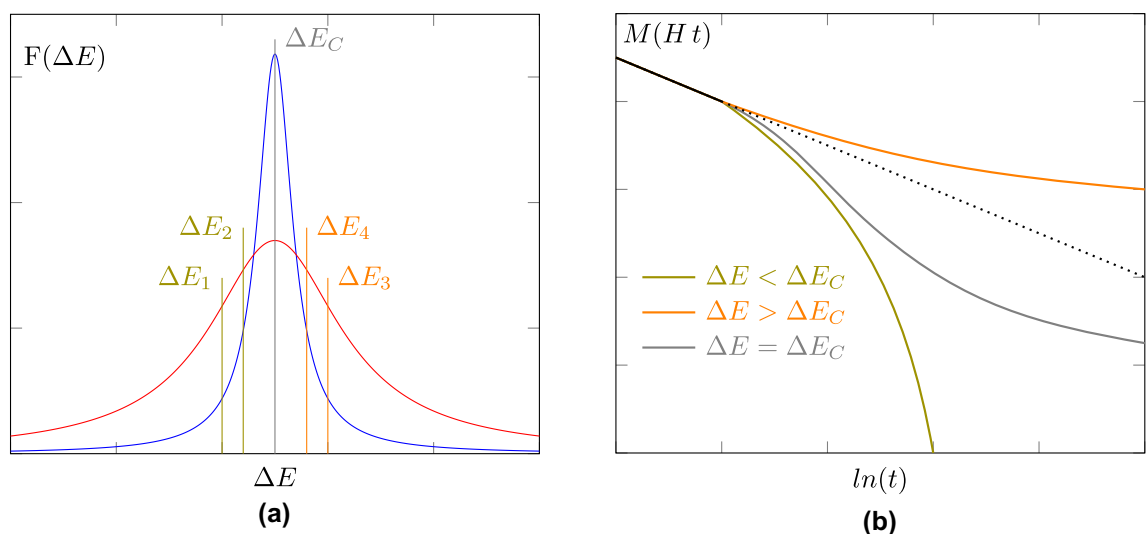 F(ΔE)
ΔE_C
ΔE_2
ΔE_4
ΔE_1
ΔE_3
ΔE
(a)
M(H t)
ΔE < ΔE_C
ΔE > ΔE_C
ΔE = ΔE_C
ln(t)
(b)